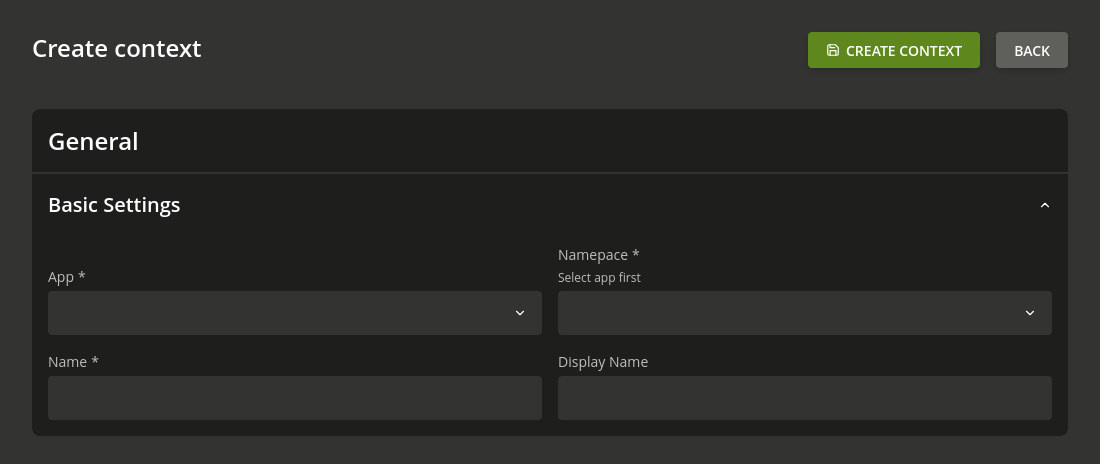 Create context
CREATE CONTEXT
BACK
General
Basic Settings
App *
Namepace *
Select app first
Name *
Display Name